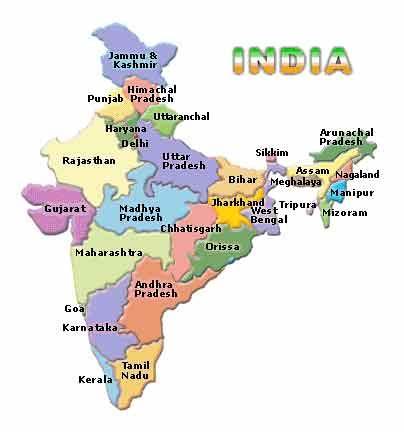 INDIA
Jammu &
Kashmir
Himachal
Pradesh
Punjab
Uttaranchal
Haryana
Delhi
Arunachal
Pradesh
Rajasthan
Uttar
Pradesh
Sikkim
Assam
Bihar
Nagaland
Meghalaya
Manipur
Gujarat
Madhya
Pradesh
Jharkhand
West
Bengal
Tripura
Mizoram
Chhatisgarh
Orissa
Maharashtra
Andhra
Pradesh
Goa
Karnataka
Tamil
Nadu
Kerala